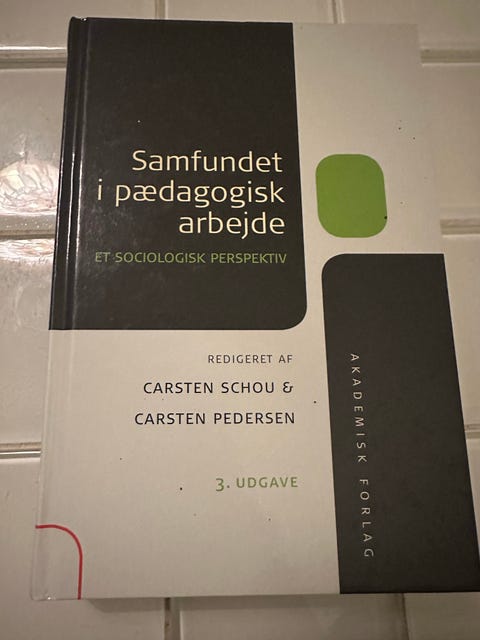 Samfundet
i pædagogisk
arbejde
ET SOCIOLOGISK PERSPEKTIV
REDIGERET AF
CARSTEN SCHOU &
CARSTEN PEDERSEN
3. UDGAVE
AKADEMISK FORLAG